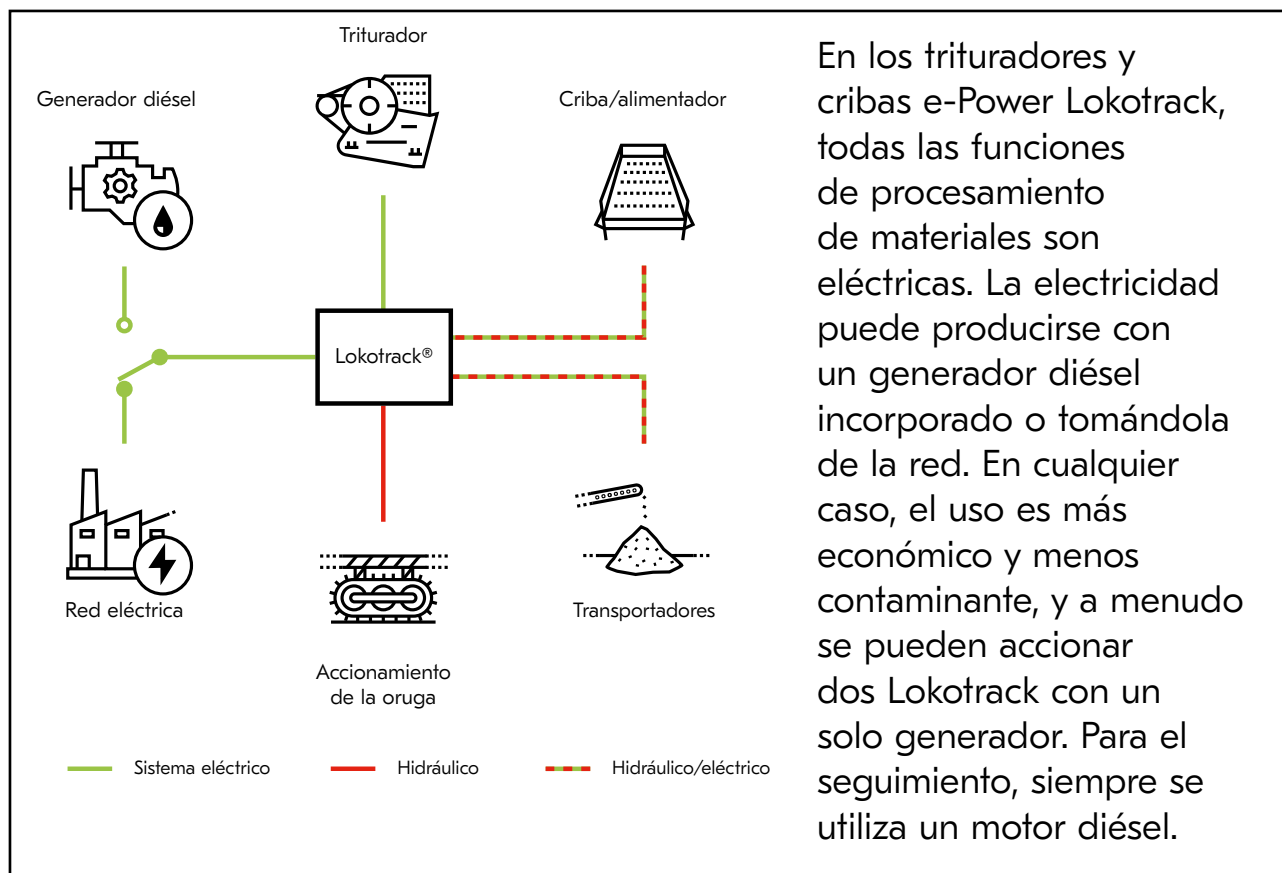 Triturador
Generador diésel
Criba/alimentador
Lokotrack®
Red eléctrica
Transportadores
Accionamiento
de la oruga
Sistema eléctrico
Hidráulico
Hidráulico/eléctrico
En los trituradores y
cribas e-Power Lokotrack,
todas las funciones
de procesamiento
de materiales son
eléctricas. La electricidad
puede producirse con
un generador diésel
incorporado o tomándola
de la red. En cualquier
caso, el uso es más
económico y menos
contaminante, y a menudo
se pueden accionar
dos Lokotrack con un
solo generador. Para el
seguimiento, siempre se
utiliza un motor diésel.